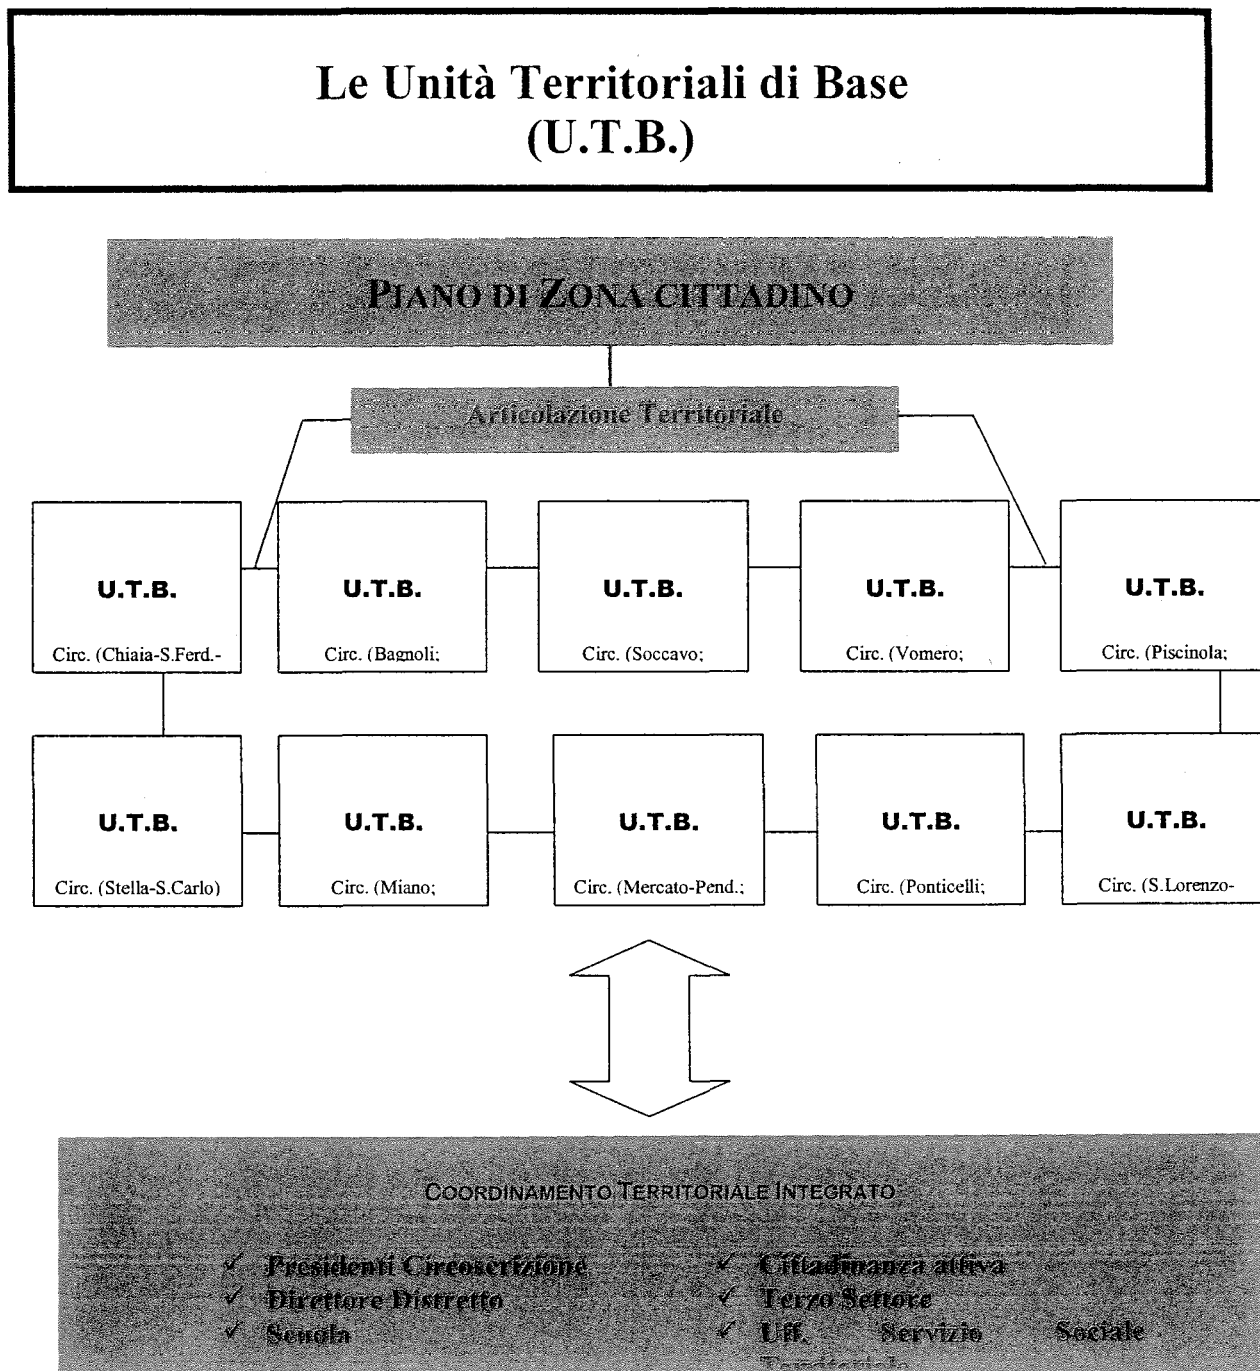 Le Unità Territoriali di Base
(U.T.B.)
PIANO DI ZONA CITTADINO
Articolazione Territoriale
U.T.B.
Circ. (Chiaia-S.Ferd.-
U.T.B.
Circ. (Bagnoli;
U.T.B.
Circ. (Soccavo;
U.T.B.
Circ. (Vomero;
U.T.B.
Circ. (Piscinola;
U.T.B.
Circ. (Stella-S.Carlo)
U.T.B.
Circ. (Miano;
U.T.B.
Circ. (Mercato-Pend.;
U.T.B.
Circ. (Ponticelli;
U.T.B.
Circ. (S.Lorenzo-
COORDINAMENTO TERRITORIALE INTEGRATO
✓ Presidenti Circoscrizione
✓ Direttore Distretto
✓ Scuola
✓ Cittadinanza attiva
✓ Terzo Settore
✓ Uff. Servizio Sociale
Territoriale